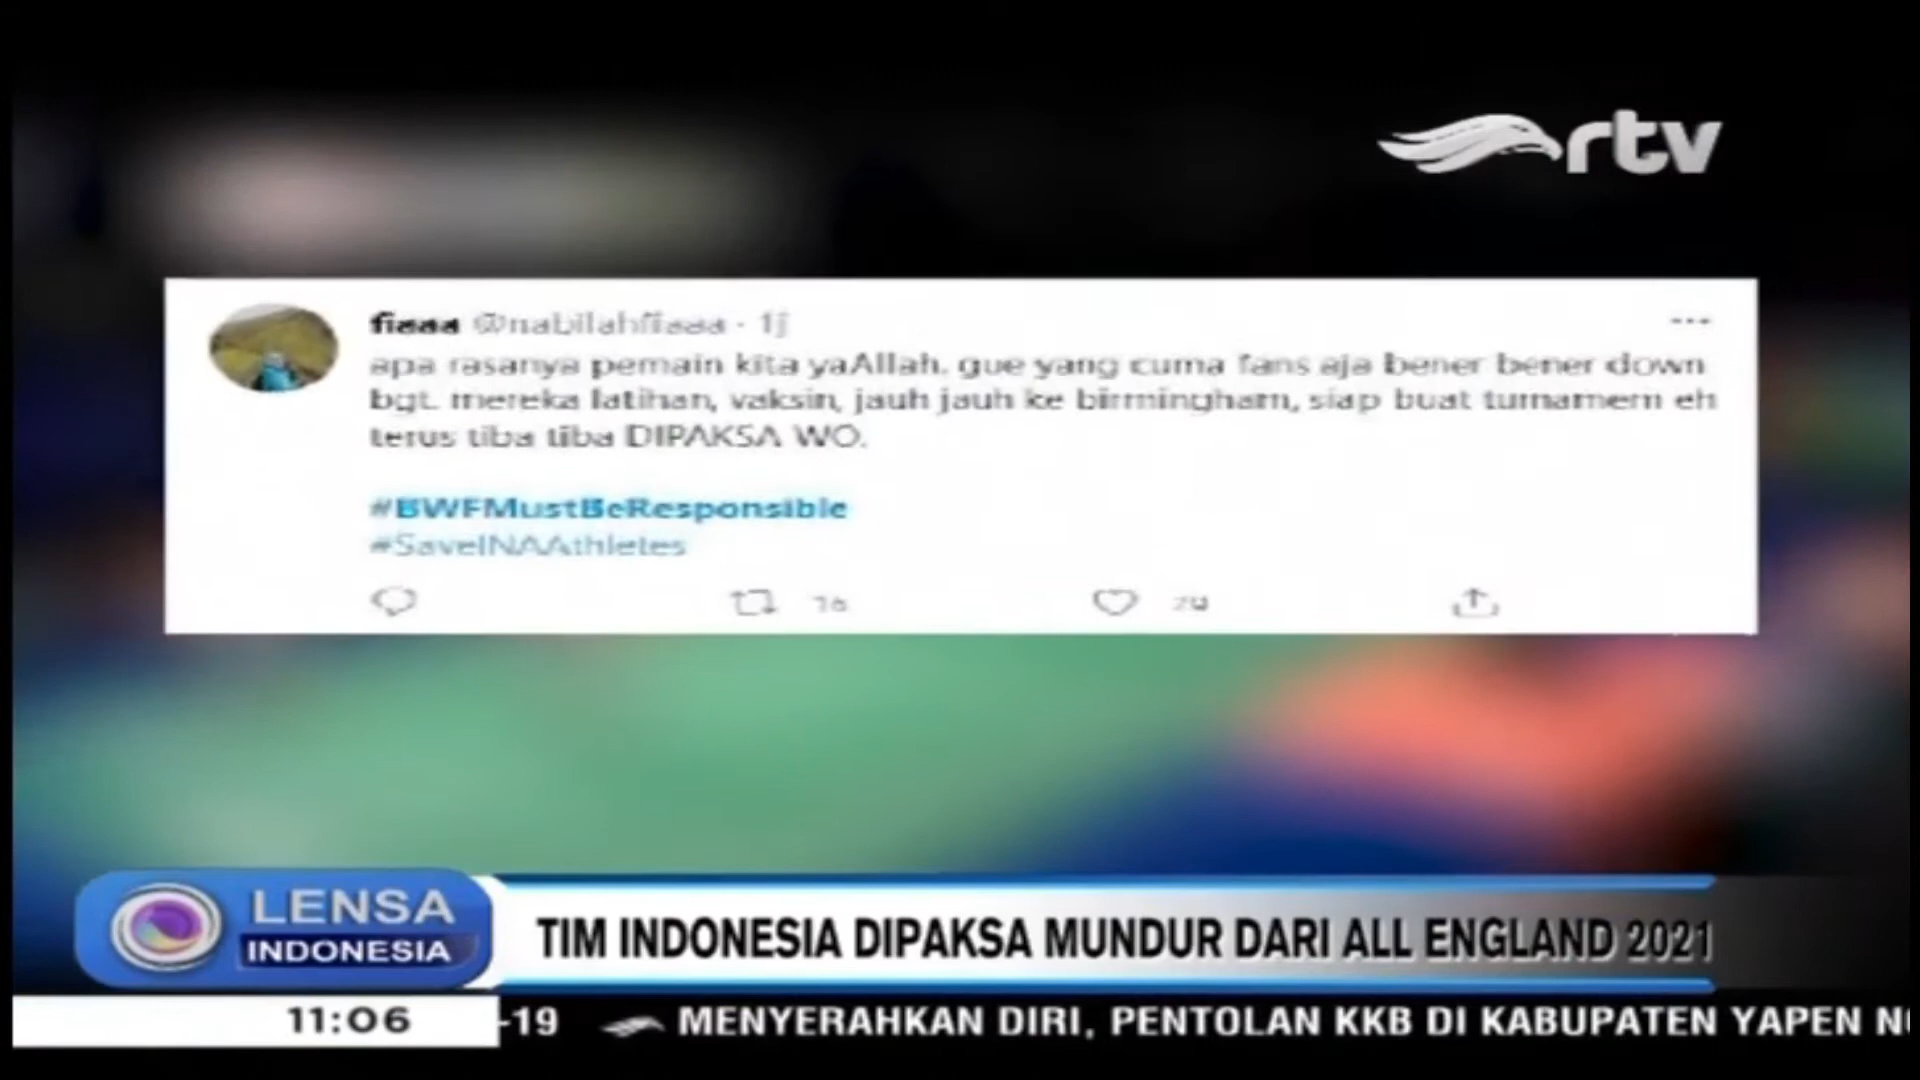 rtv
fiaaa @nabilahfiaaa · 1j
apa rasanya pemain kita yaAllah. gue yang cuma fans aja bener bener down
bgt. mereka latihan, vaksin, jauh jauh ke birmingham, siap buat turnamem eh
terus tiba tiba DIPAKSA WO.
#BWFMustBeResponsible
#SaveINAAthletes
LENSA
INDONESIA
TIM INDONESIA DIPAKSA MUNDUR DARI ALL ENGLAND 2021
11:06
-19 MENYERAHKAN DIRI, PENTOLAN KKB DI KABUPATEN YAPEN